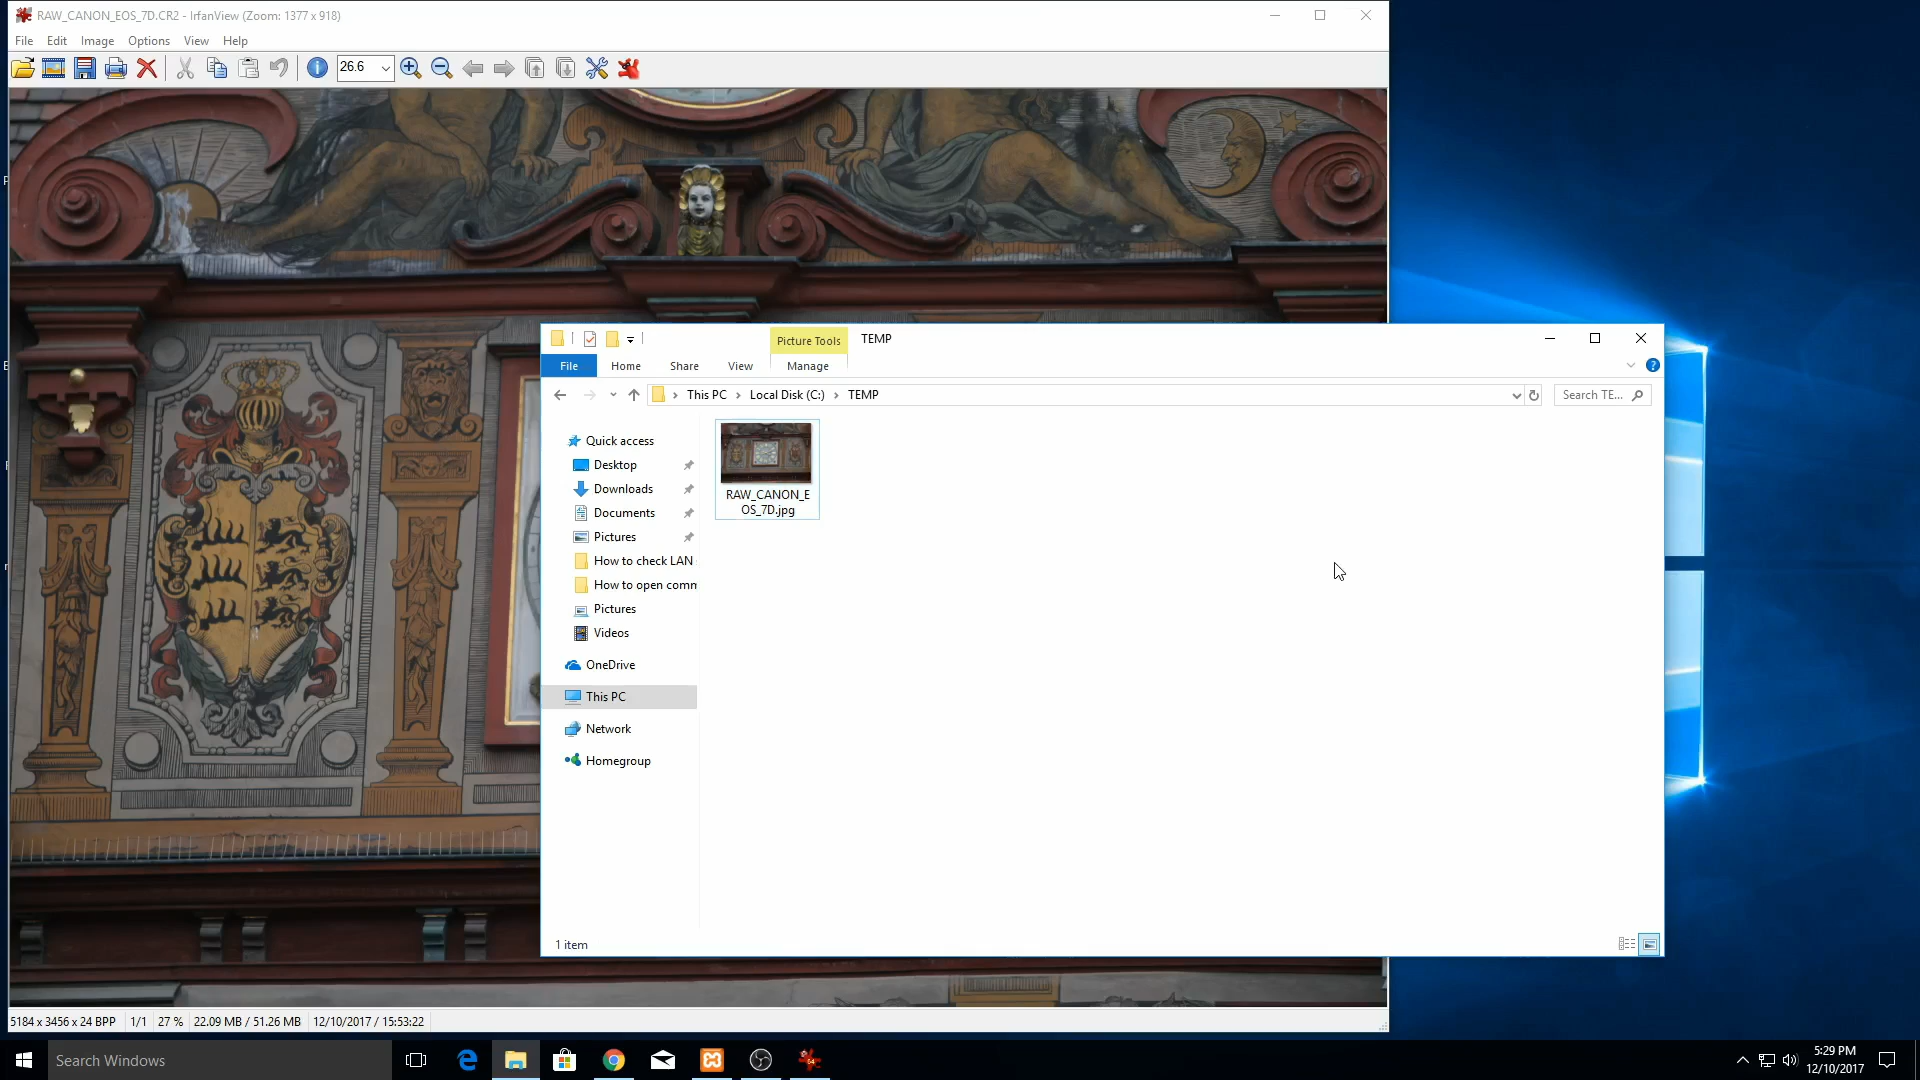 RAW_CANON_EOS_7D.CR2 - IrfanView (Zoom: 1377 x 918)
File Edit Image Options View Help
26.6
Picture Tools TEMP
File Home Share View Manage
This PC Local Disk (C:) TEMP Search TE...
Quick access
Desktop
Downloads
Documents
Pictures
How to check LAN
How to open comm
Pictures
Videos
OneDrive
This PC
Network
Homegroup
RAW_CANON_E
OS_7D.jpg
1 item
5184 x 3456 x 24 BPP 1/1 27 % 22.09 MB / 51.26 MB 12/10/2017 / 15:53:22
Search Windows
5:29 PM
12/10/2017